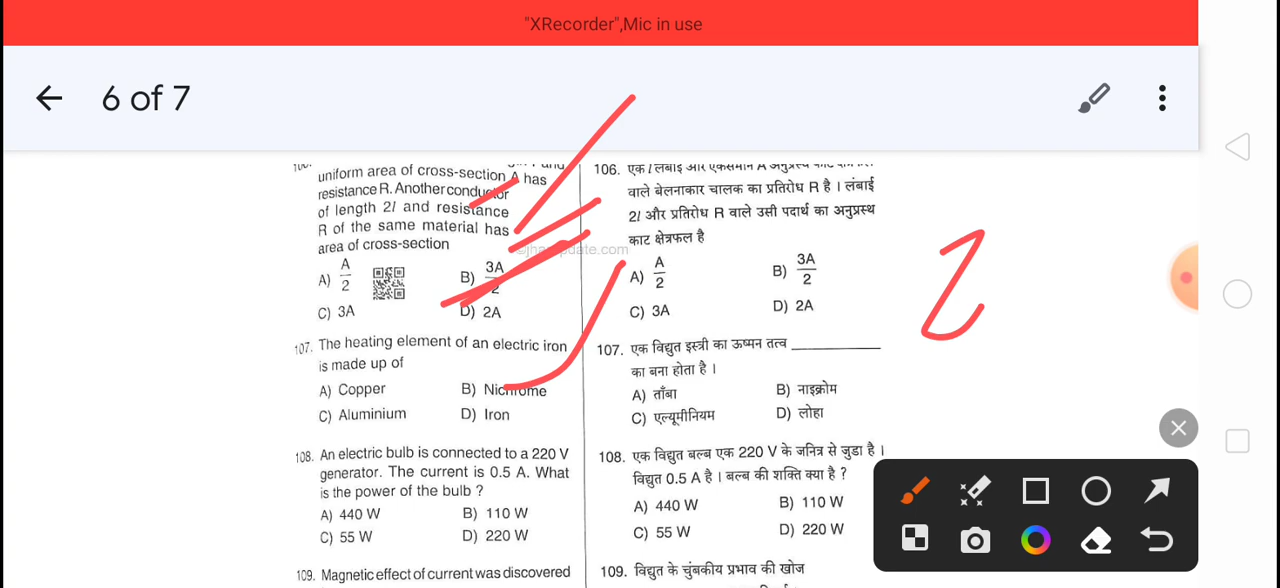 "XRecorder",Mic in use
6 of 7
uniform area of cross-section A has
resistance R. Another conductor
of length 2l and resistance
R of the same material has
area of cross-section
A) A/2
B) 3A/2
C) 3A
D) 2A
107. The heating element of an electric iron
is made up of
A) Copper
B) Nichrome
C) Aluminium
D) Iron
108. An electric bulb is connected to a 220 V
generator. The current is 0.5 A. What
is the power of the bulb ?
A) 440 W
B) 110 W
C) 55 W
D) 220 W
109. Magnetic effect of current was discovered
106. एक l लंबाई और एकसमान A अनुप्रस्थ काट
वाले बेलनाकार चालक का प्रतिरोध R है । लंबाई
2l और प्रतिरोध R वाले उसी पदार्थ का अनुप्रस्थ
काट क्षेत्रफल है
A) A/2
B) 3A/2
C) 3A
D) 2A
107. एक विद्युत इस्त्री का ऊष्मन तत्व ________
का बना होता है ।
A) ताँबा
B) नाइक्रोम
C) एल्यूमीनियम
D) लोहा
108. एक विद्युत बल्ब एक 220 V के जनित्र से जुडा है ।
विद्युत 0.5 A है । बल्ब की शक्ति क्या है ?
A) 440 W
B) 110 W
C) 55 W
D) 220 W
109. विद्युत के चुंबकीय प्रभाव की खोज